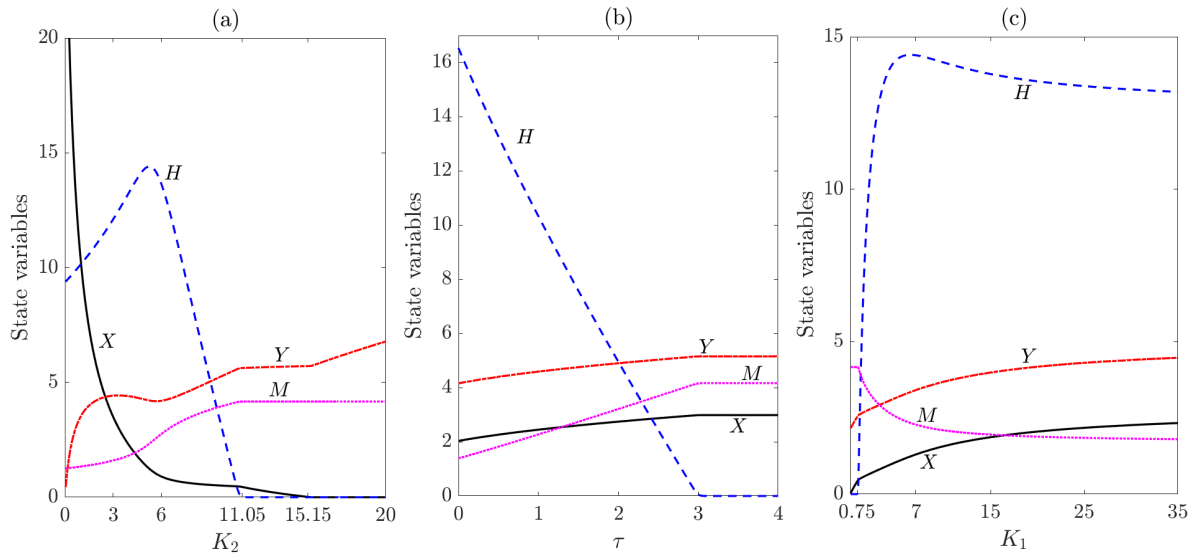 (a)
20
15
10
5
0
State variables
H
X
Y
M
0 3 6 11.05 15.15 20
K₂
(b)
16
14
12
10
8
6
4
2
0
State variables
H
Y
M
X
0 1 2 3 4
τ
(c)
15
10
5
0
State variables
H
Y
M
X
0.75 7 15 25 35
K₁